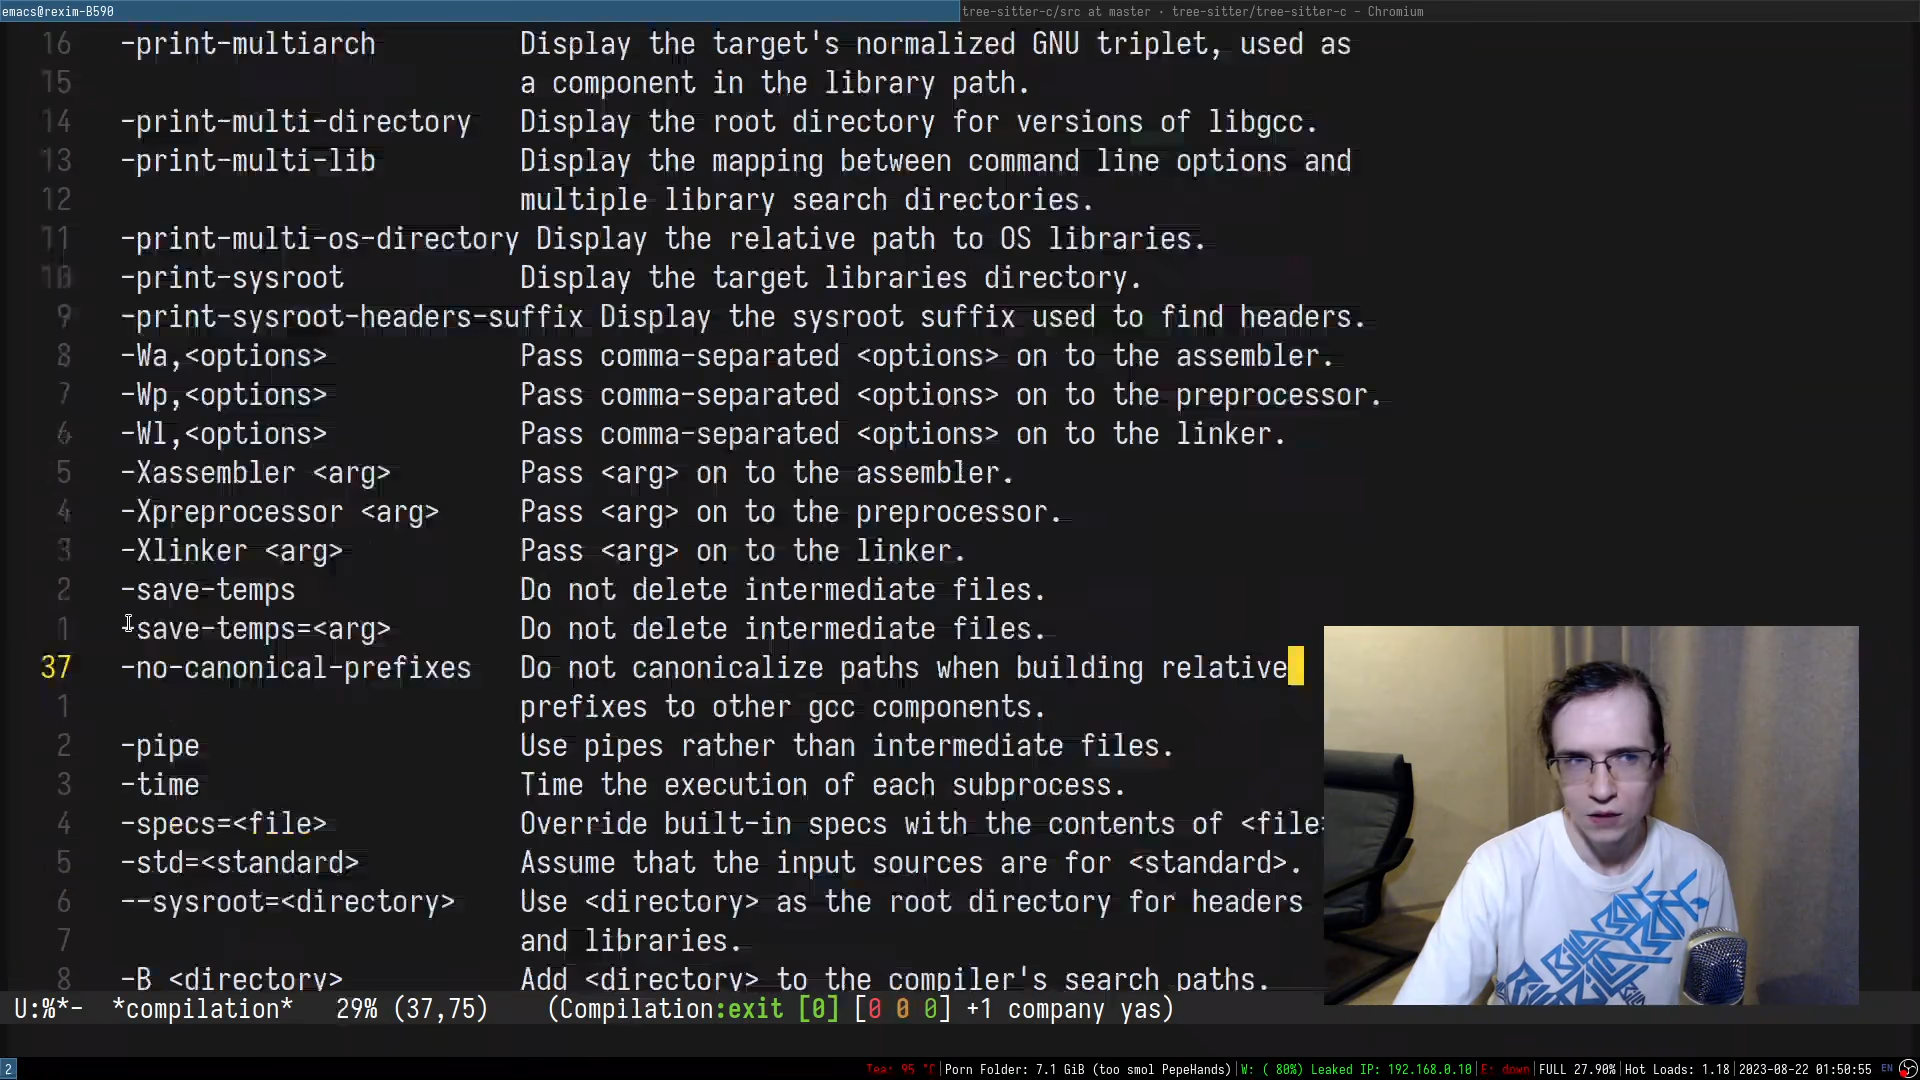 emacs@rexim-B590
tree-sitter-c/src at master · tree-sitter/tree-sitter-c - Chromium
16 -print-multiarch Display the target's normalized GNU triplet, used as
15 a component in the library path.
14 -print-multi-directory Display the root directory for versions of libgcc.
13 -print-multi-lib Display the mapping between command line options and
12 multiple library search directories.
11 -print-multi-os-directory Display the relative path to OS libraries.
10 -print-sysroot Display the target libraries directory.
9 -print-sysroot-headers-suffix Display the sysroot suffix used to find headers.
8 -Wa,<options> Pass comma-separated <options> on to the assembler.
7 -Wp,<options> Pass comma-separated <options> on to the preprocessor.
6 -Wl,<options> Pass comma-separated <options> on to the linker.
5 -Xassembler <arg> Pass <arg> on to the assembler.
4 -Xpreprocessor <arg> Pass <arg> on to the preprocessor.
3 -Xlinker <arg> Pass <arg> on to the linker.
2 -save-temps Do not delete intermediate files.
1 -save-temps=<arg> Do not delete intermediate files.
37 -no-canonical-prefixes Do not canonicalize paths when building relative
1 prefixes to other gcc components.
2 -pipe Use pipes rather than intermediate files.
3 -time Time the execution of each subprocess.
4 -specs=<file> Override built-in specs with the contents of <file
5 -std=<standard> Assume that the input sources are for <standard>.
6 --sysroot=<directory> Use <directory> as the root directory for headers
7 and libraries.
8 -B <directory> Add <directory> to the compiler's search paths.
U:%*- *compilation* 29% (37,75) (Compilation:exit [0] [0 0 0] +1 company yas)
2 Tea: 95 °C|Porn Folder: 7.1 GiB (too smol PepeHands)|W: ( 80%) Leaked IP: 192.168.0.10|E: down|FULL 27.90%|Hot Loads: 1.18|2023-08-22 01:50:55 EN